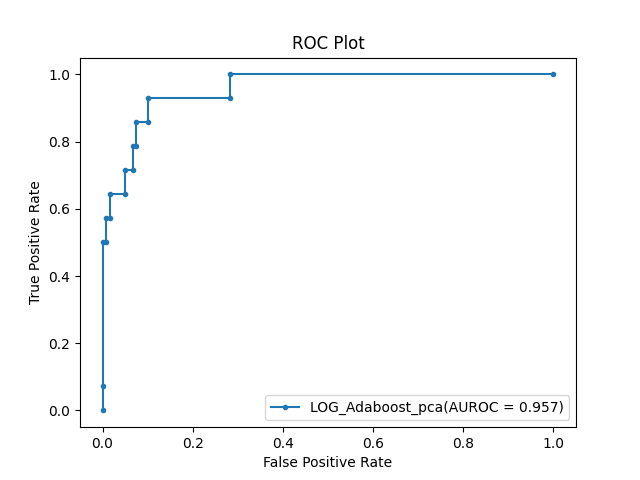 ROC Plot
1.0
0.8
0.6
0.4
0.2
0.0
True Positive Rate
LOG_Adaboost_pca(AUROC = 0.957)
0.0 0.2 0.4 0.6 0.8 1.0
False Positive Rate